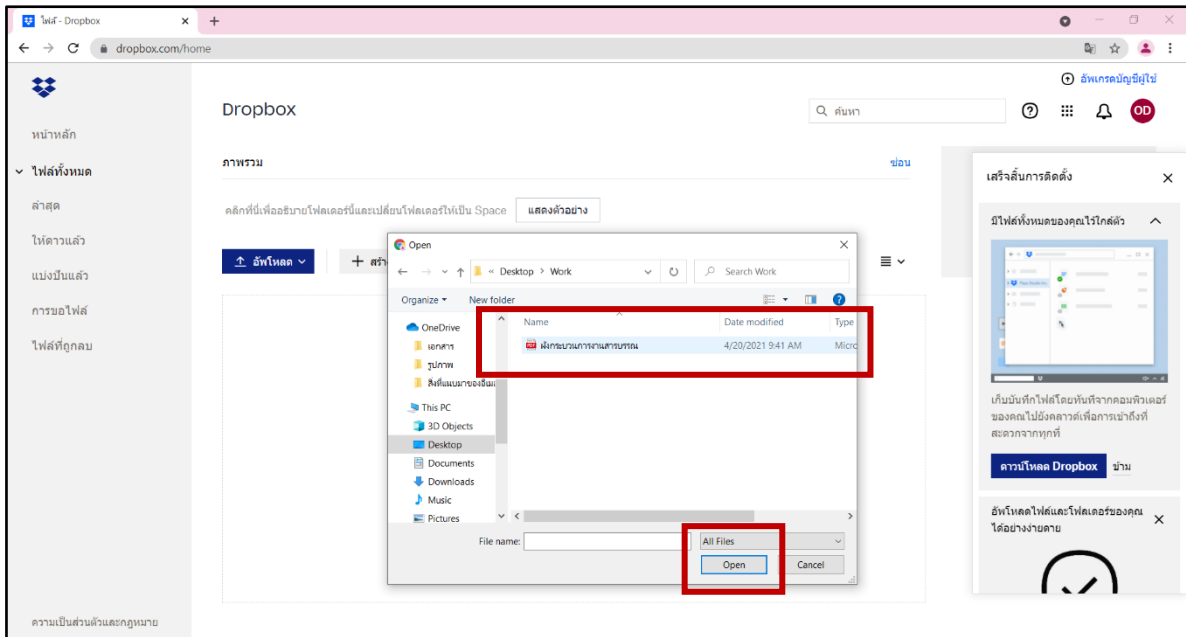 ไฟล์ - Dropbox
dropbox.com/home
อัพเกรดบัญชีผู้ใช้
Dropbox
ค้นหา
OD
หน้าหลัก
ไฟล์ทั้งหมด
ล่าสุด
ให้ดาวแล้ว
แบ่งปันแล้ว
การขอไฟล์
ไฟล์ที่ถูกลบ
ความเป็นส่วนตัวและกฎหมาย
ภาพรวม
ซ่อน
คลิกที่นี่เพื่ออธิบายโฟลเดอร์นี้และเปลี่ยนโฟลเดอร์ให้เป็น Space
แสดงตัวอย่าง
อัพโหลด
Open
« Desktop > Work
Search Work
Organize
New folder
OneDrive
เอกสาร
รูปภาพ
This PC
3D Objects
Desktop
Documents
Downloads
Music
Pictures
Name Date modified Type
ผังกระบวนการงานสารบรรณ 4/20/2021 9:41 AM Micro
File name:
All Files
Open
Cancel
เสร็จสิ้นการติดตั้ง
มีไฟล์ทั้งหมดของคุณไว้ใกล้ตัว
เก็บบันทึกไฟล์โดยทันทีจากคอมพิวเตอร์
ของคุณไปยังคลาวด์เพื่อการเข้าถึงที่
สะดวกจากทุกที่
ดาวน์โหลด Dropbox
ข้าม
อัพโหลดไฟล์และโฟลเดอร์ของคุณ
ได้อย่างง่ายดาย